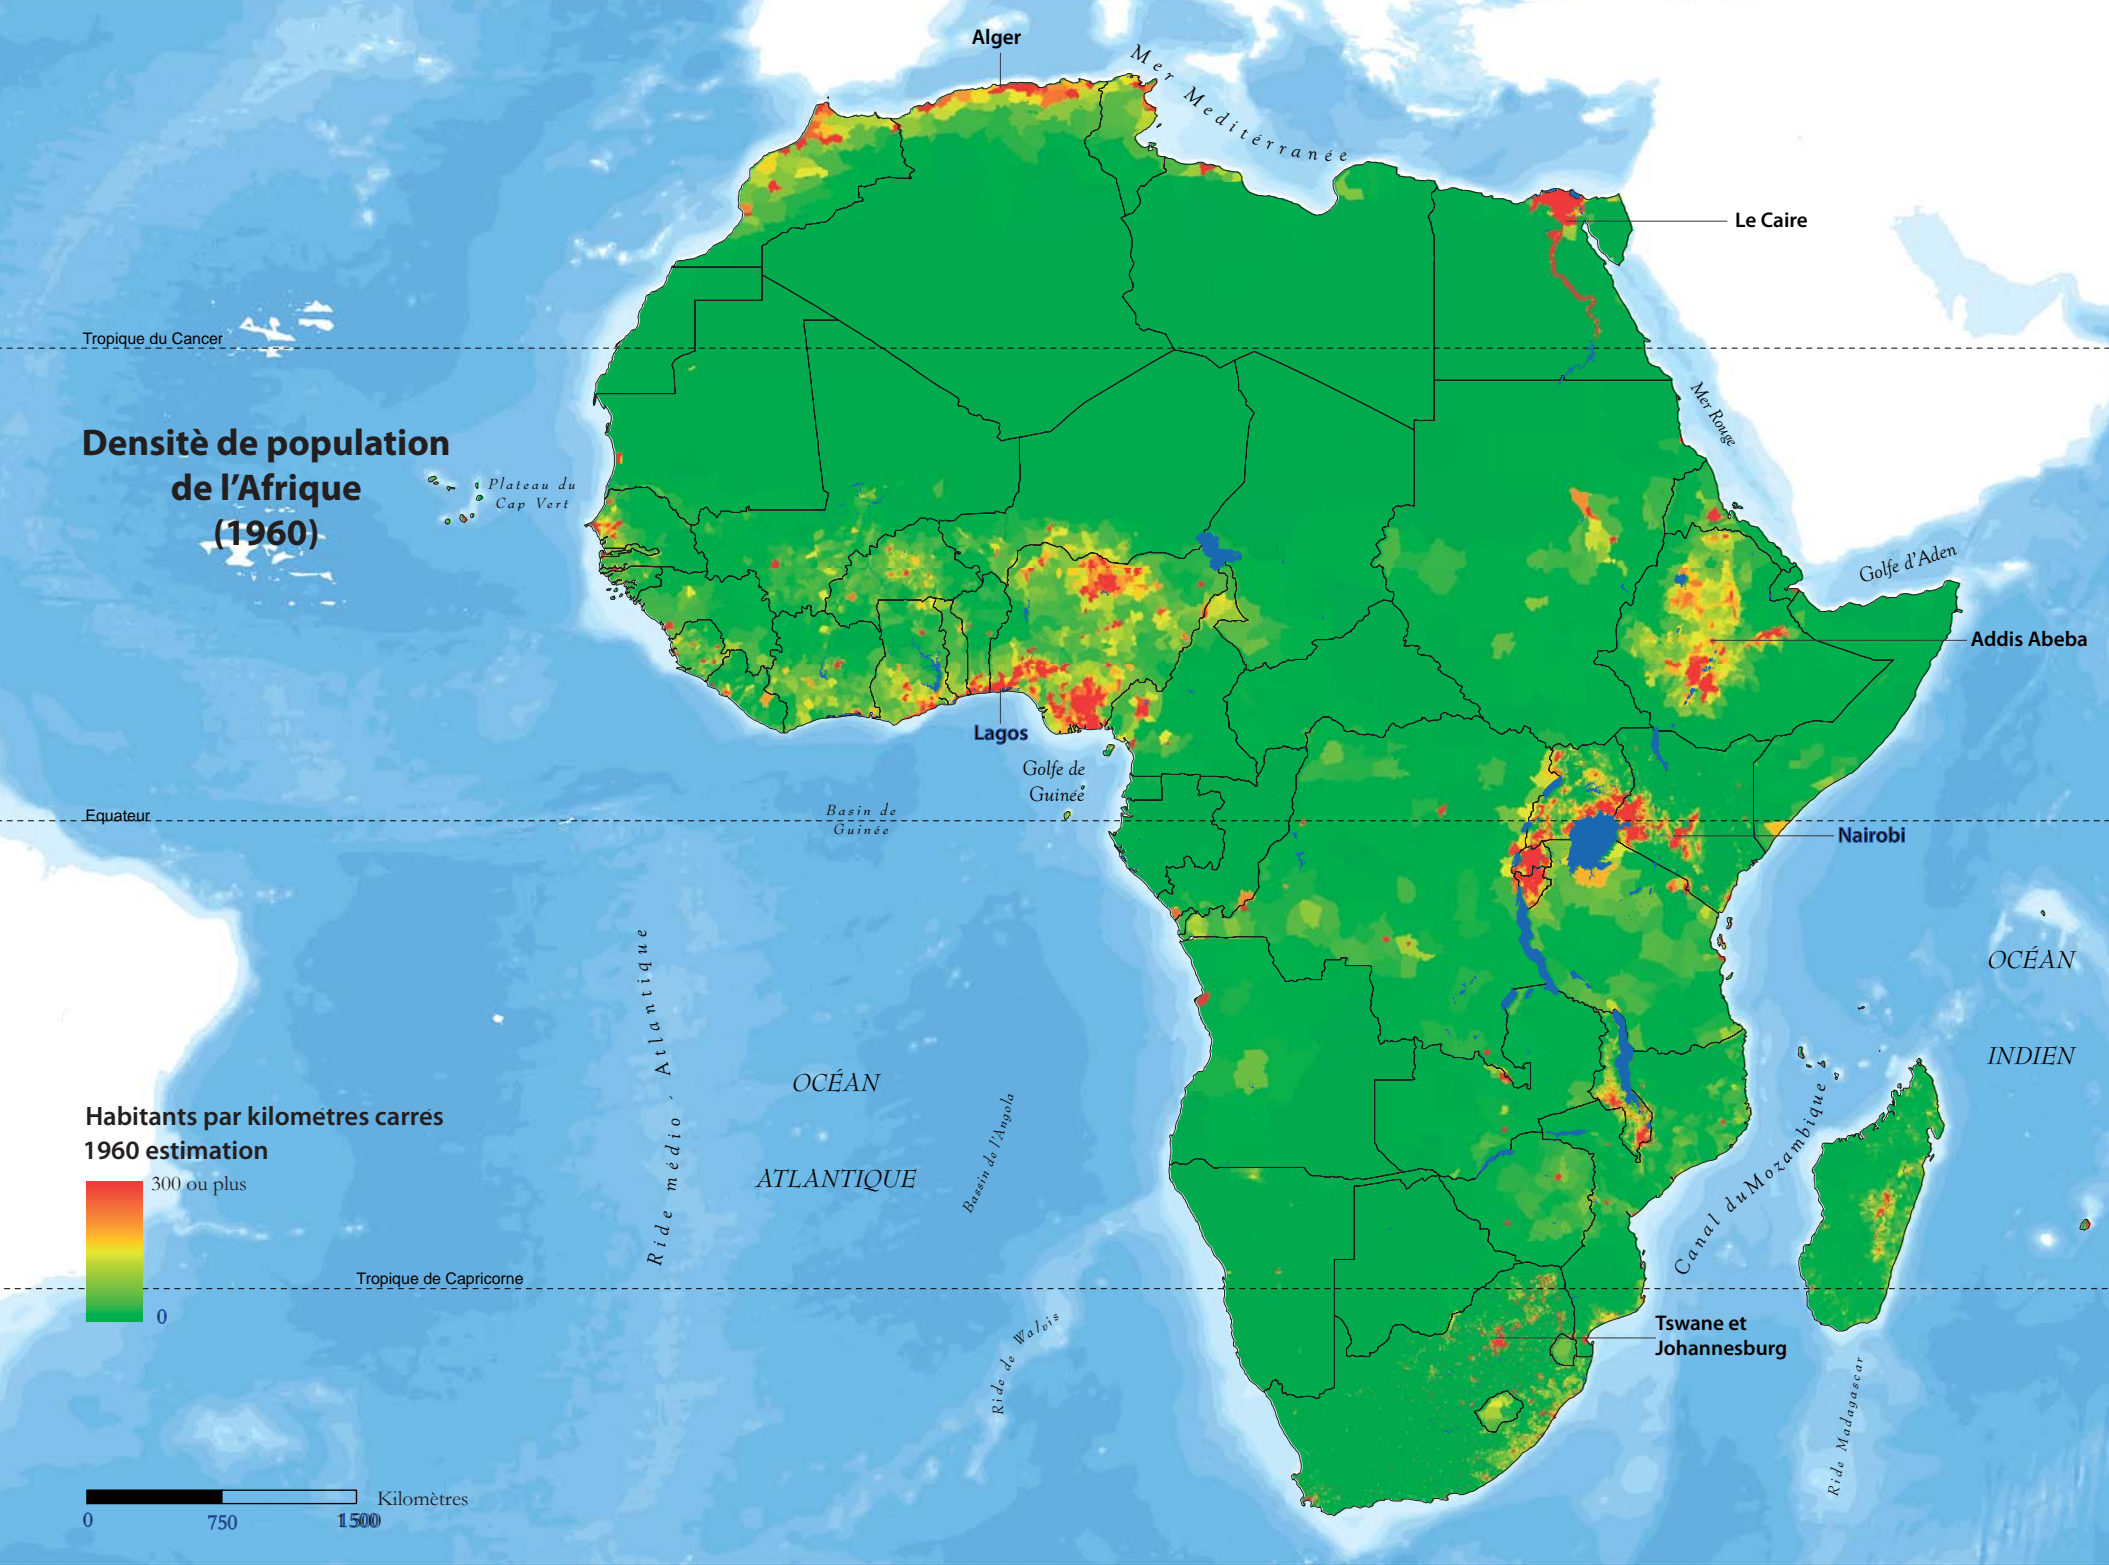 Alger
Mer Meditérranée
Le Caire
Tropique du Cancer
Mer Rouge
Densitè de population
de l'Afrique
(1960)
Plateau du
Cap Vert
Golfe d'Aden
Addis Abeba
Lagos
Golfe de
Guinée
Basin de
Guinée
Equateur
Nairobi
OCÉAN
INDIEN
Ride médio - Atlantique
OCÉAN
ATLANTIQUE
Bassin de l'Angola
Canal du Mozambique
Habitants par kilométres carrés
1960 estimation
300 ou plus
0
Tropique de Capricorne
Ride de Walvis
Tswane et
Johannesburg
Ride Madagascar
Kilomètres
0 750 1500